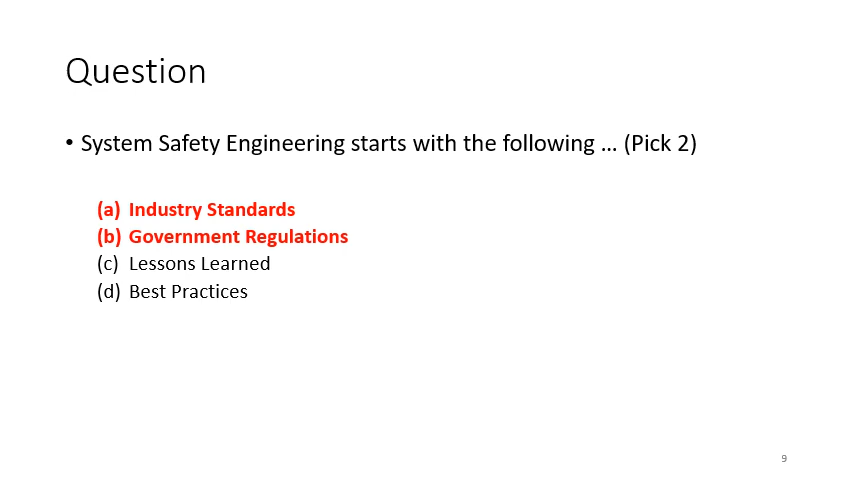 Question
• System Safety Engineering starts with the following … (Pick 2)
(a) Industry Standards
(b) Government Regulations
(c) Lessons Learned
(d) Best Practices
9